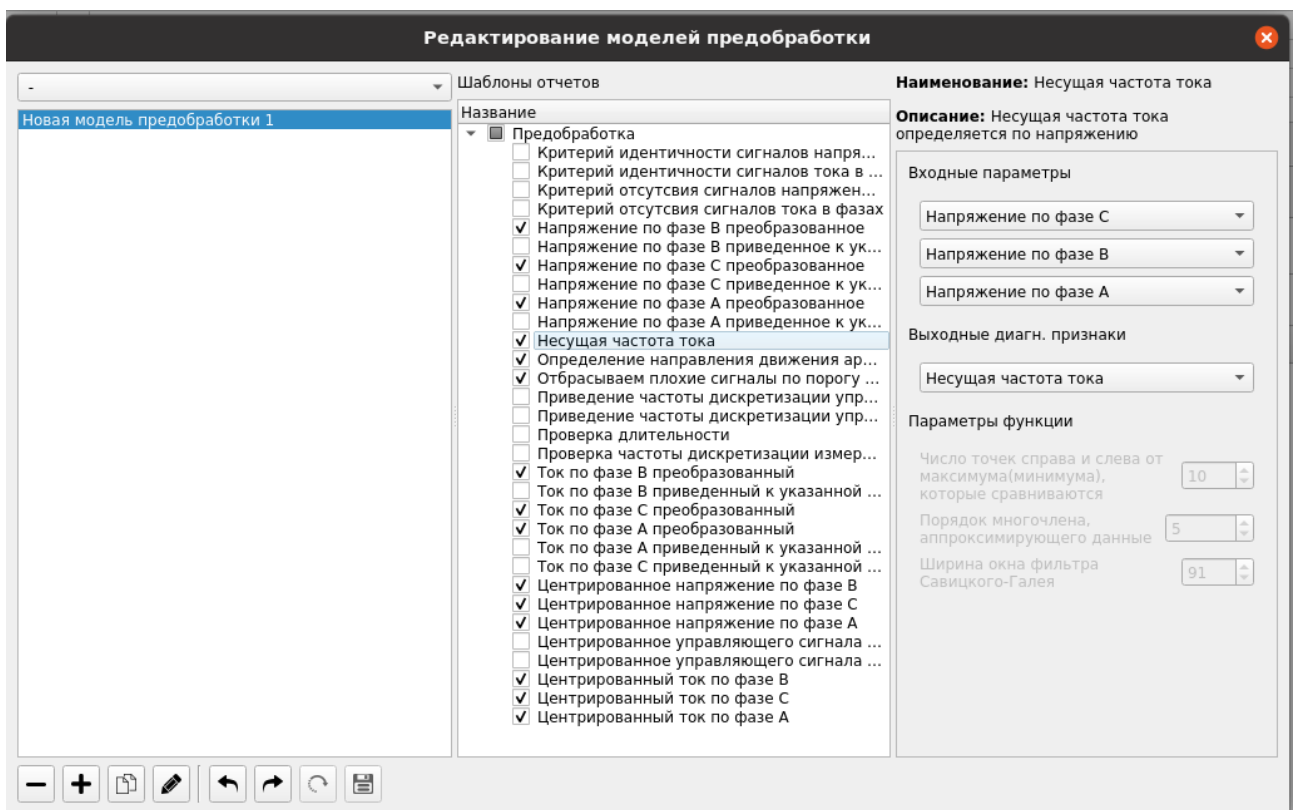 Редактирование моделей предобработки
-
Новая модель предобработки 1
Шаблоны отчетов
Название
Предобработка
Критерий идентичности сигналов напря...
Критерий идентичности сигналов тока в ...
Критерий отсутсвия сигналов напряжен...
Критерий отсутсвия сигналов тока в фазах
Напряжение по фазе B преобразованное
Напряжение по фазе B приведенное к ук...
Напряжение по фазе C преобразованное
Напряжение по фазе C приведенное к ук...
Напряжение по фазе А преобразованное
Напряжение по фазе А приведенное к ук...
Несущая частота тока
Определение направления движения ар...
Отбрасываем плохие сигналы по порогу ...
Приведение частоты дискретизации упр...
Приведение частоты дискретизации упр...
Проверка длительности
Проверка частоты дискретизации измер...
Ток по фазе B преобразованный
Ток по фазе B приведенный к указанной ...
Ток по фазе C преобразованный
Ток по фазе А преобразованный
Ток по фазе А приведенный к указанной ...
Ток по фазе С приведенный к указанной ...
Центрированное напряжение по фазе B
Центрированное напряжение по фазе C
Центрированное напряжение по фазе А
Центрированное управляющего сигнала ...
Центрированное управляющего сигнала ...
Центрированный ток по фазе B
Центрированный ток по фазе C
Центрированный ток по фазе А
Наименование: Несущая частота тока
Описание: Несущая частота тока
определяется по напряжению
Входные параметры
Напряжение по фазе C
Напряжение по фазе B
Напряжение по фазе А
Выходные диагн. признаки
Несущая частота тока
Параметры функции
Число точек справа и слева от
максимума(минимума),
которые сравниваются
10
Порядок многочлена,
аппроксимирующего данные
5
Ширина окна фильтра
Савицкого-Галея
91